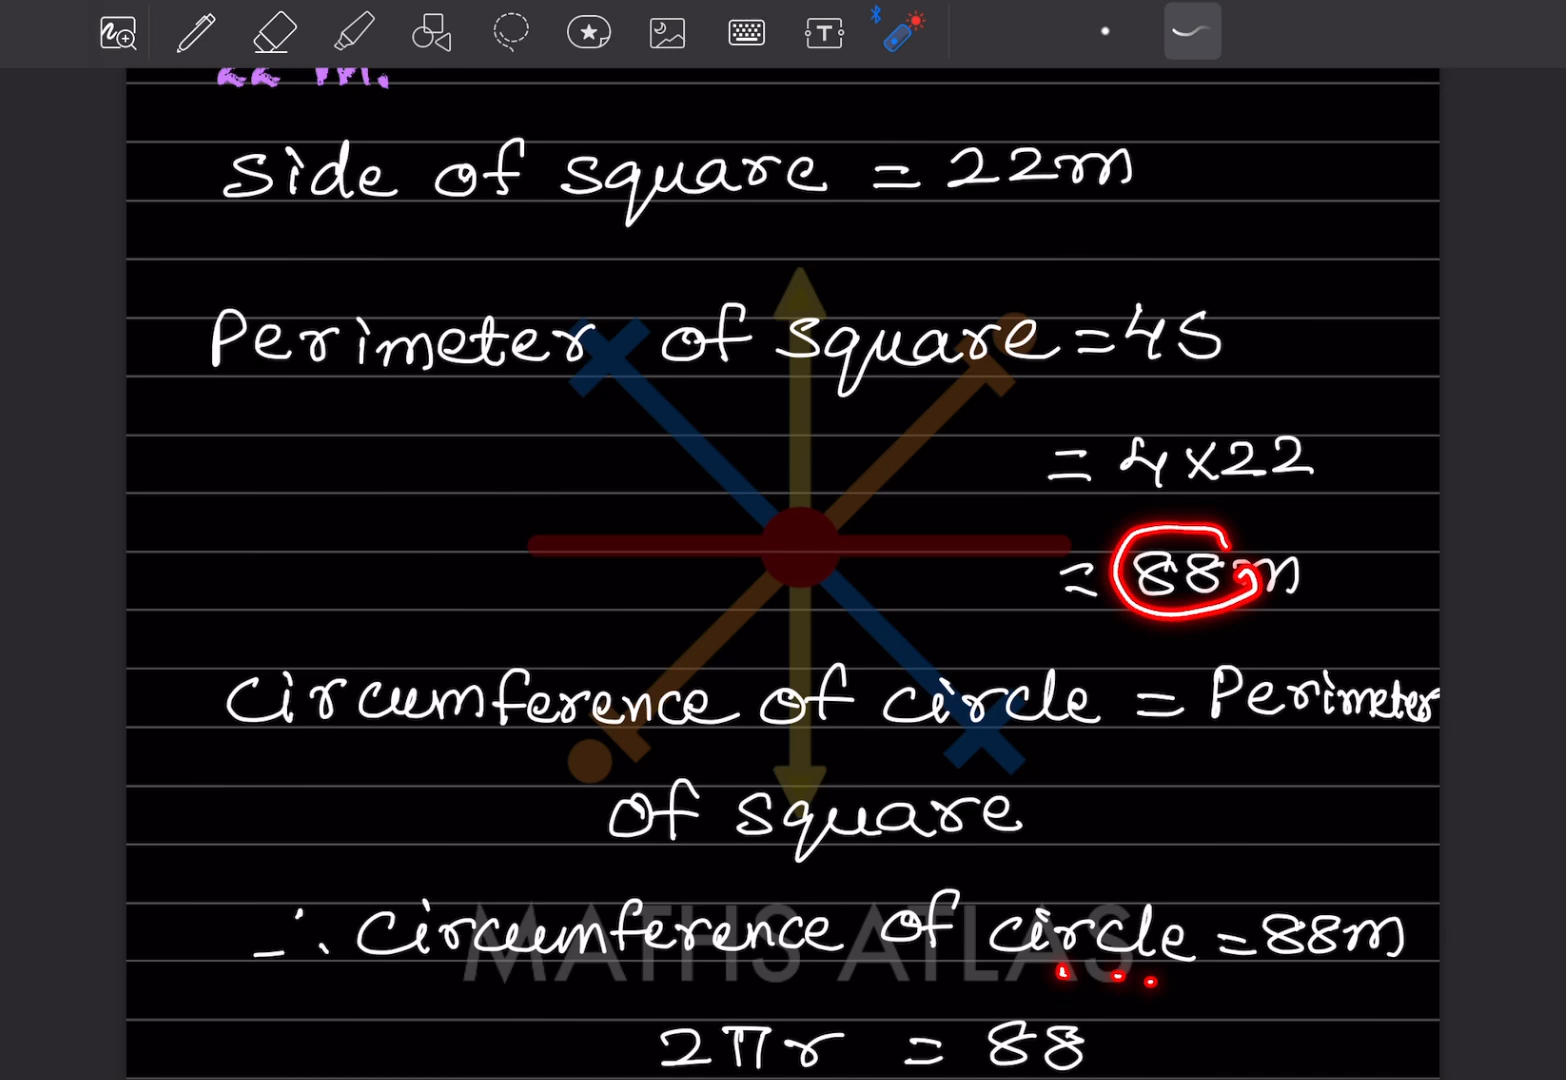 22 m.
side of square = 22m
Perimeter of square = 4S
= 4 x 22
= 88m
circumference of circle = Perimeter
of square
∴ circumference of circle = 88m
MATHS ATLAS
2πr = 88